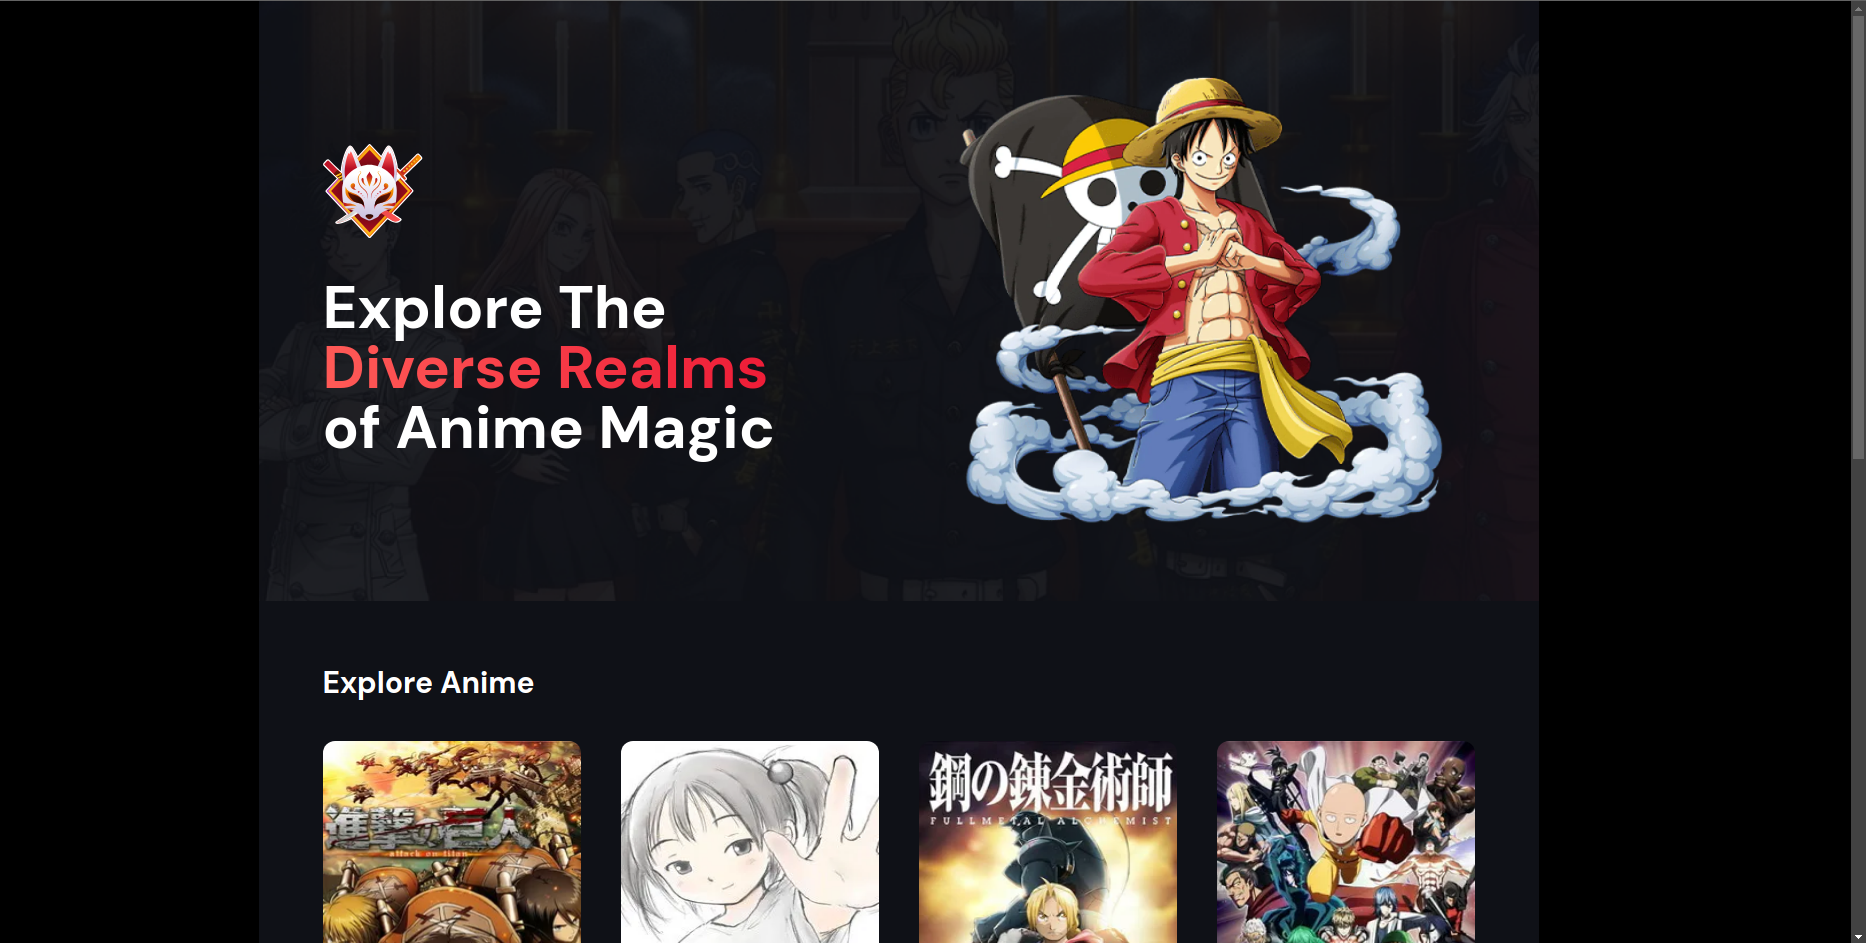 Explore The
Diverse Realms
of Anime Magic
Explore Anime
進撃の巨人
attack on titan
鋼の錬金術師
FULLMETAL ALCHEMIST